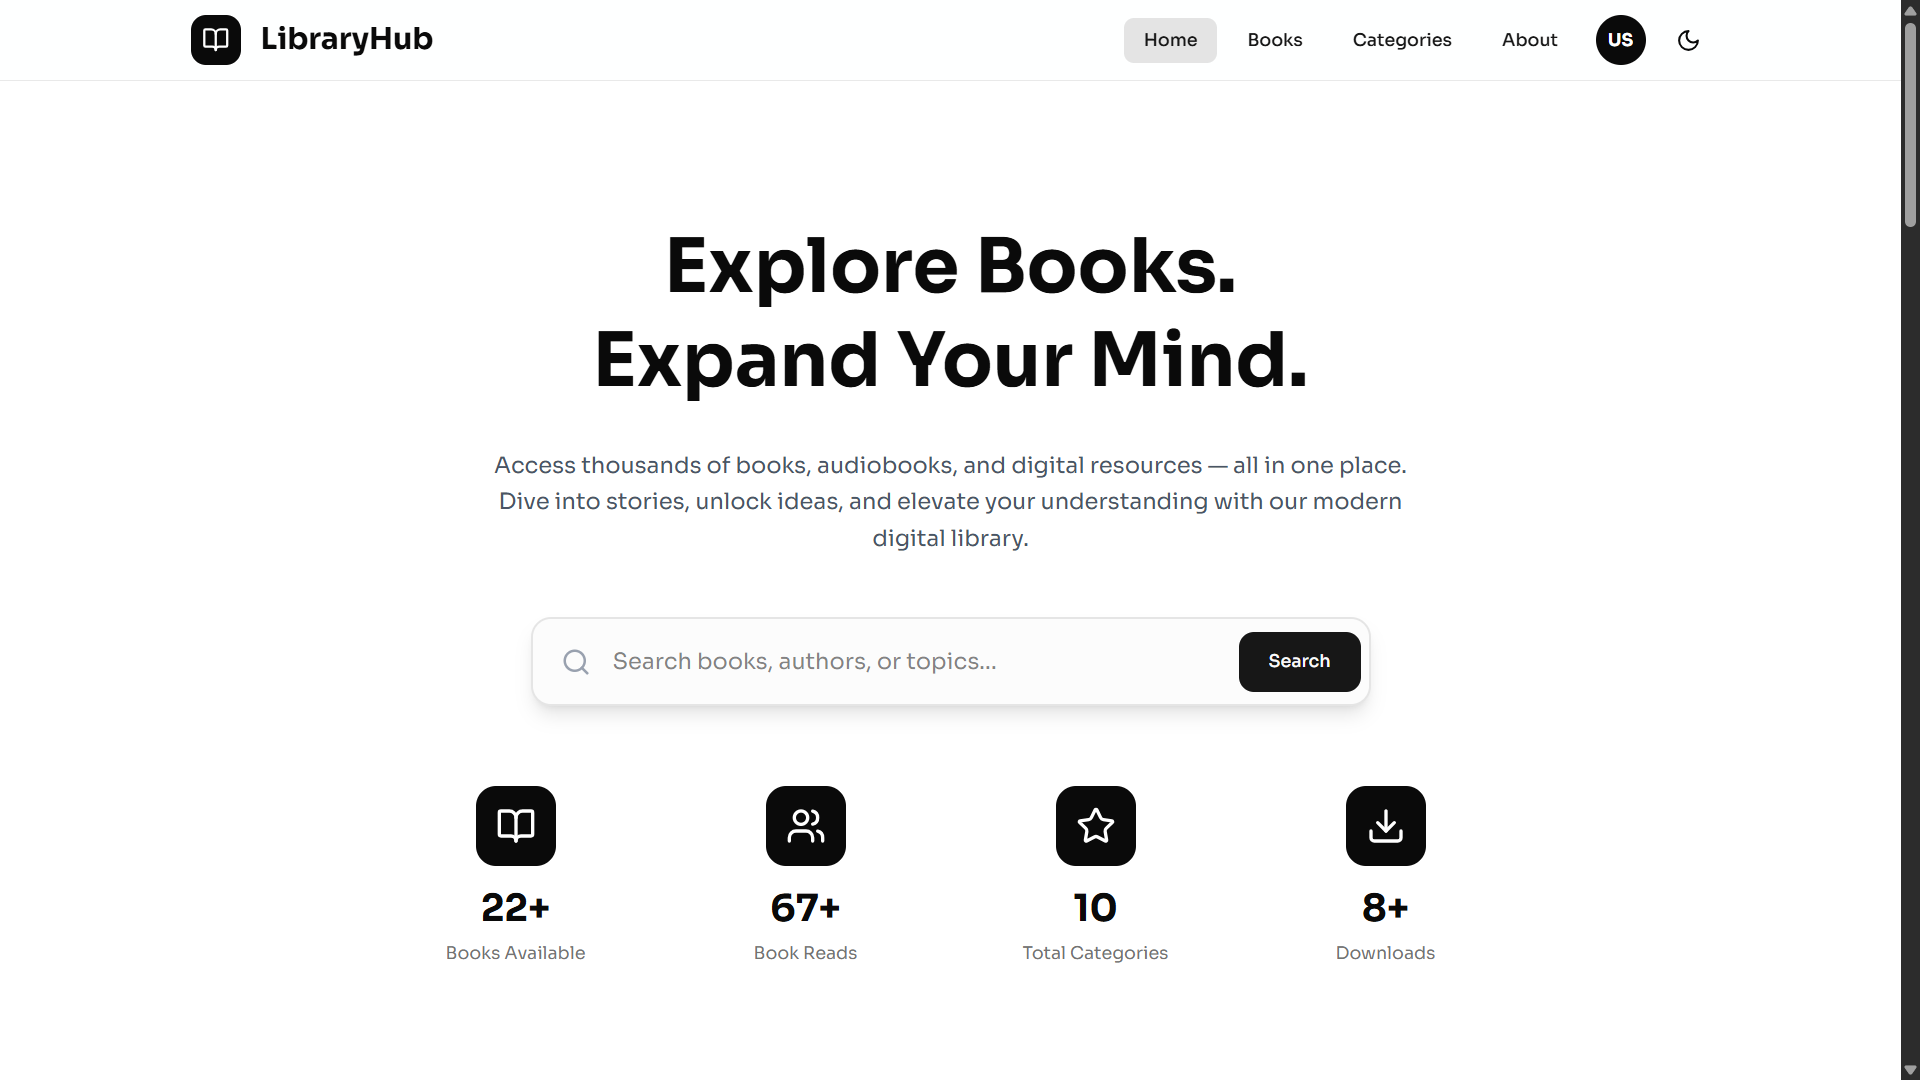 LibraryHub
Home
Books
Categories
About
US
Explore Books.
Expand Your Mind.
Access thousands of books, audiobooks, and digital resources — all in one place.
Dive into stories, unlock ideas, and elevate your understanding with our modern
digital library.
Search books, authors, or topics...
Search
22+
Books Available
67+
Book Reads
10
Total Categories
8+
Downloads